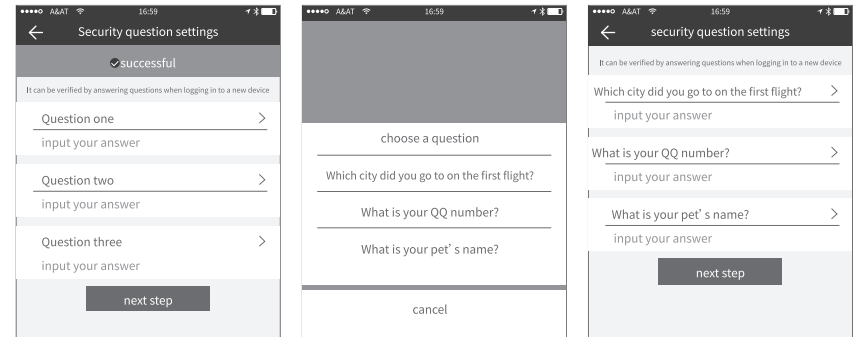 A&AT 16:59
Security question settings
successful
It can be verified by answering questions when logging in to a new device
Question one
input your answer
Question two
input your answer
Question three
input your answer
next step
A&AT 16:59
choose a question
Which city did you go to on the first flight?
What is your QQ number?
What is your pet's name?
cancel
A&AT 16:59
security question settings
It can be verified by answering questions when logging in to a new device
Which city did you go to on the first flight?
input your answer
What is your QQ number?
input your answer
What is your pet's name?
input your answer
next step